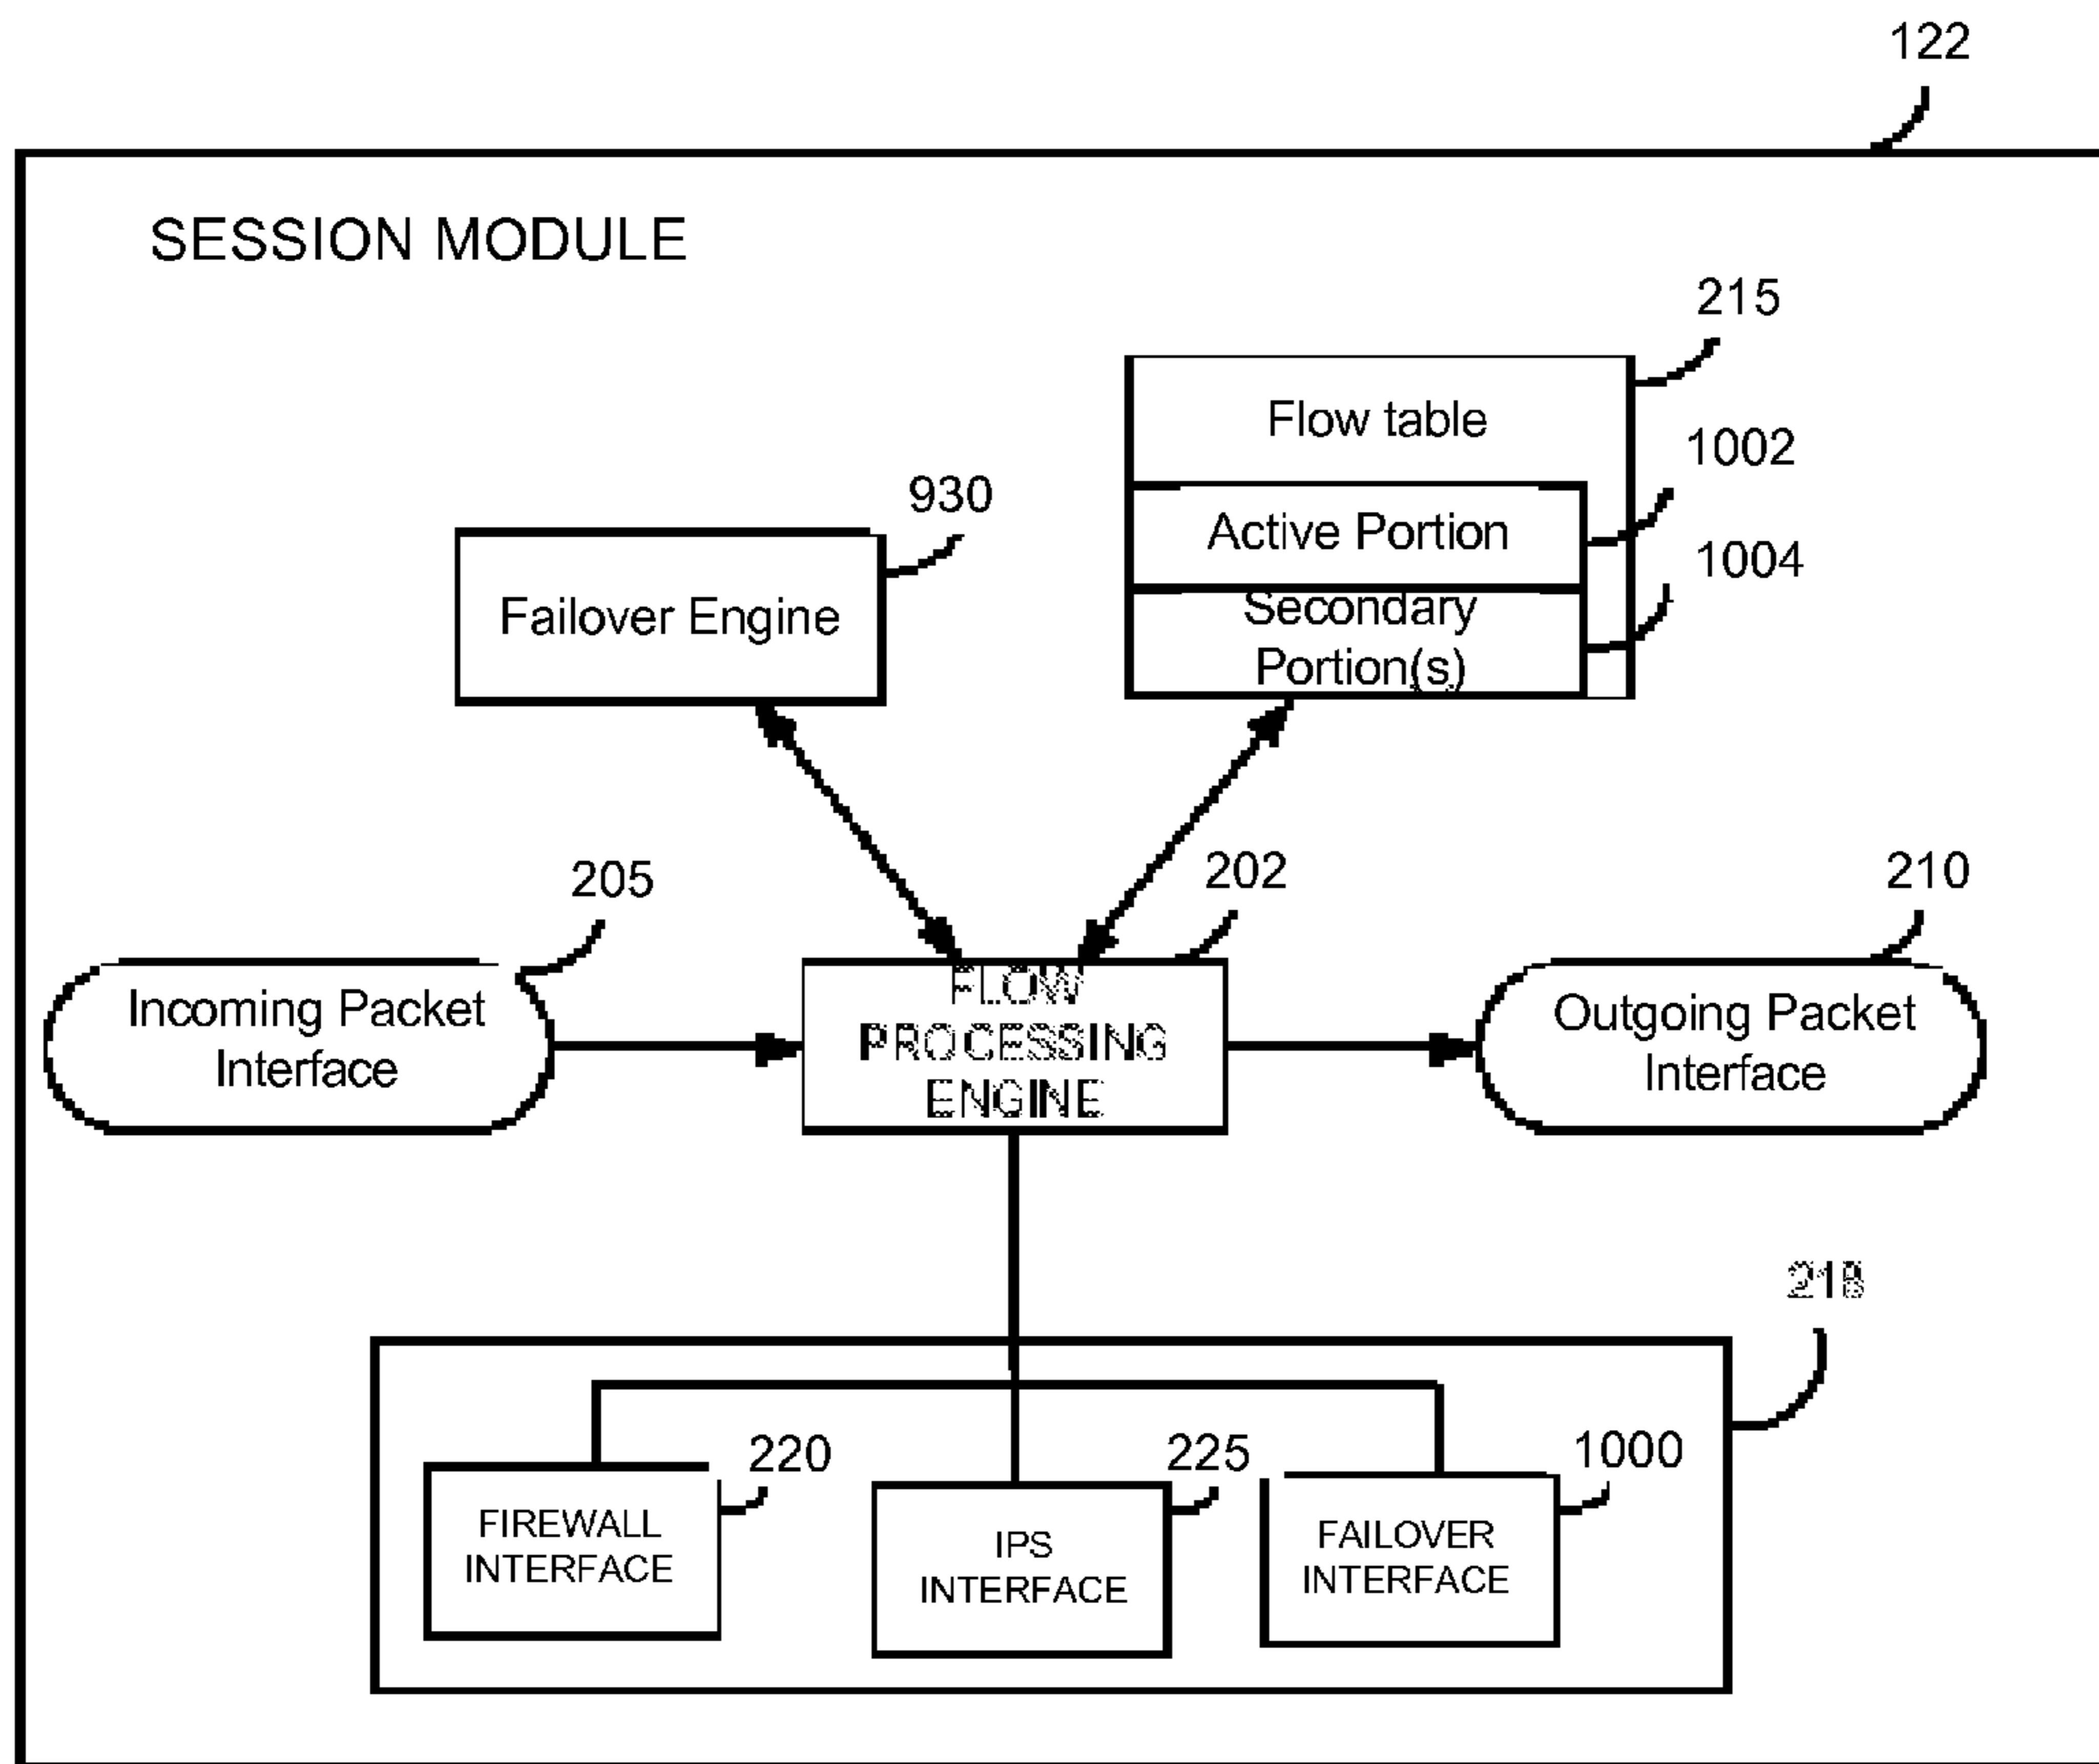 122
SESSION MODULE
215
Flow table
1002
930
Active Portion
1004
Failover Engine
Secondary
Portion(s)
205
202
210
Incoming Packet
Interface
FLOW
PROCESSING
ENGINE
Outgoing Packet
Interface
220
225
1000
FIREWALL
INTERFACE
IPS
INTERFACE
FAILOVER
INTERFACE